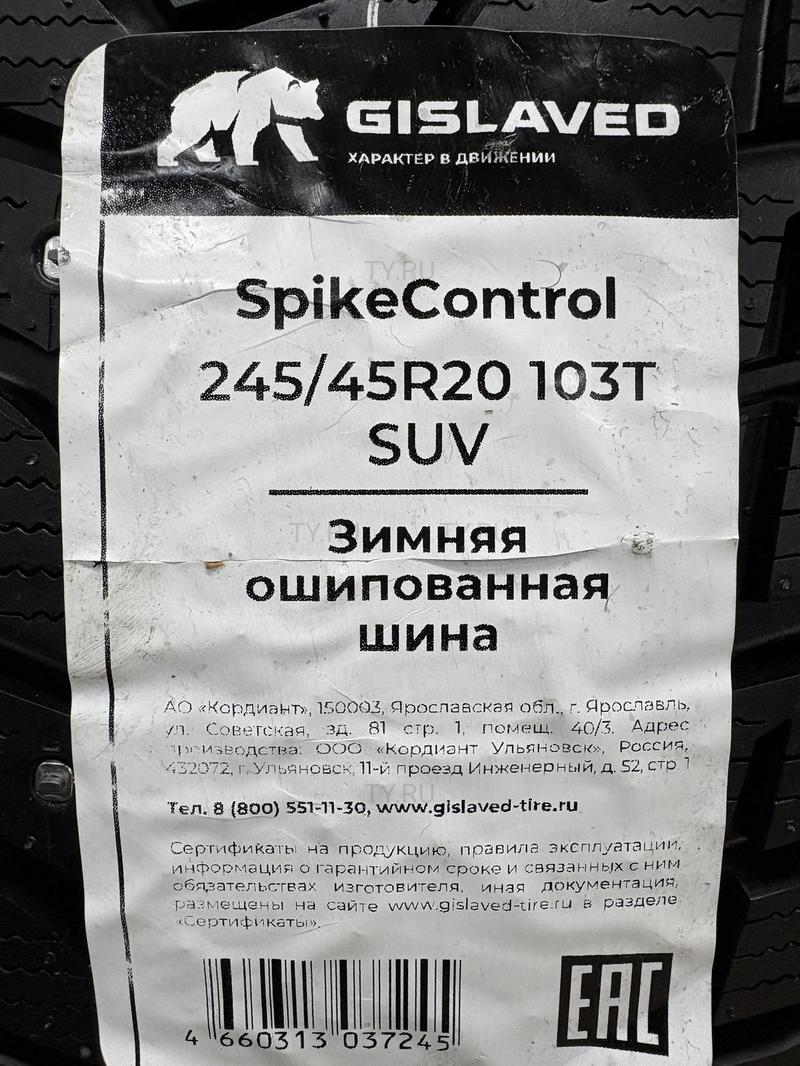 GISLAVED
ХАРАКТЕР В ДВИЖЕНИИ
TY.RU
SpikeControl
245/45R20 103T
SUV
Зимняя
ошипованная
шина
АО «Кордиант», 150003, Ярославская обл., г. Ярославль,
ул. Советская, зд. 81 стр. 1, помещ. 40/3. Адрес
производства: ООО «Кордиант Ульяновск», Россия,
432072, г. Ульяновск, 11-й проезд Инженерный, д. 52, стр. 1
TY.RU
Тел. 8 (800) 551-11-30, www.gislaved-tire.ru
Сертификаты на продукцию, правила эксплуатации,
информация о гарантийном сроке и связанных с ним
обязательствах изготовителя, иная документация,
размещены на сайте www.gislaved-tire.ru в разделе
«Сертификаты».
EAC
4 660313 037245